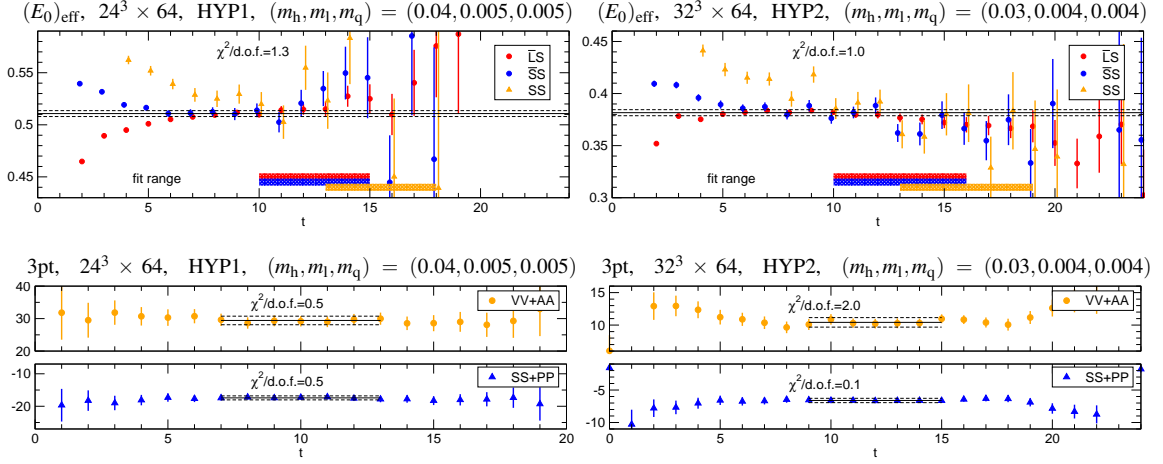 (E₀)eff, 24³ × 64, HYP1, (mh, ml, mq) = (0.04, 0.005, 0.005)
χ²/d.o.f.=1.3
L̅S
S̅S
SS
0.55
0.5
0.45
fit range
0 5 10 15 20
t
(E₀)eff, 32³ × 64, HYP2, (mh, ml, mq) = (0.03, 0.004, 0.004)
χ²/d.o.f.=1.0
L̅S
S̅S
SS
0.45
0.4
0.35
0.3
fit range
0 5 10 15 20
t
3pt, 24³ × 64, HYP1, (mh, ml, mq) = (0.04, 0.005, 0.005)
40
30
20
χ²/d.o.f.=0.5
VV+AA
-10
-20
χ²/d.o.f.=0.5
SS+PP
0 5 10 15 20
t
3pt, 32³ × 64, HYP2, (mh, ml, mq) = (0.03, 0.004, 0.004)
15
10
χ²/d.o.f.=2.0
VV+AA
-5
-10
χ²/d.o.f.=0.1
SS+PP
0 5 10 15 20
t